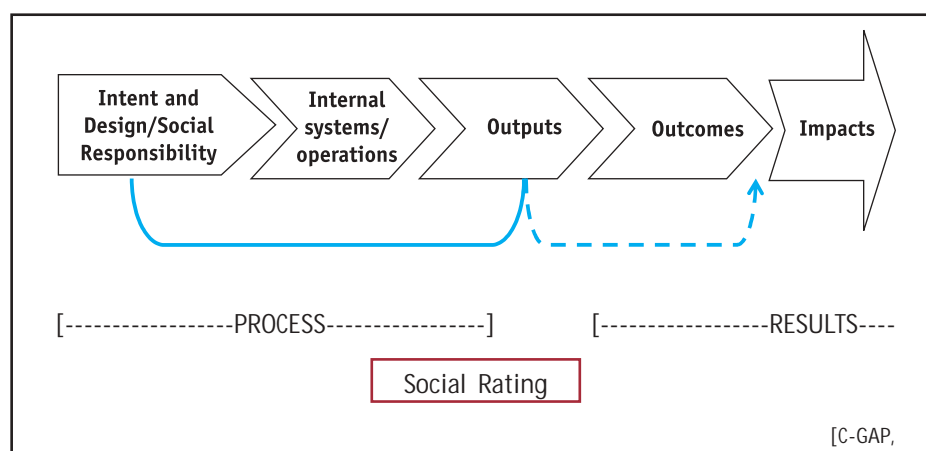 Intent and
Design/Social
Responsibility
Internal
systems/
operations
Outputs
Outcomes
Impacts
[------------------PROCESS-----------------]
[-------------------RESULTS----
Social Rating
[C-GAP,